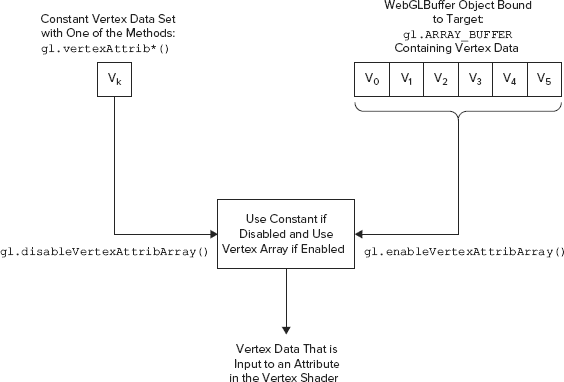 Constant Vertex Data Set
with One of the Methods:
gl.vertexAttrib*()
WebGLBuffer Object Bound
to Target:
gl.ARRAY_BUFFER
Containing Vertex Data
Vk
V0 V1 V2 V3 V4 V5
Use Constant if
Disabled and Use
Vertex Array if Enabled
gl.disableVertexAttribArray()
gl.enableVertexAttribArray()
Vertex Data That is
Input to an Attribute
in the Vertex Shader